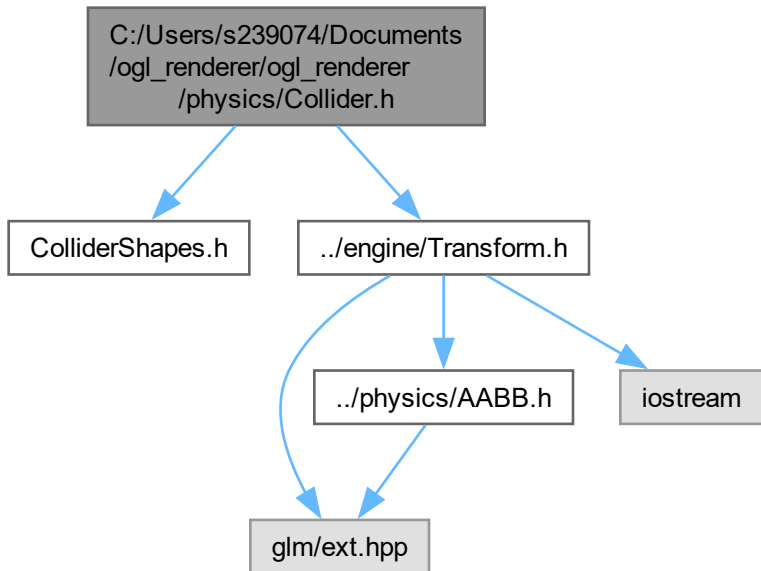 C:/Users/s239074/Documents
/ogl_renderer/ogl_renderer
/physics/Collider.h
ColliderShapes.h
../engine/Transform.h
../physics/AABB.h
iostream
glm/ext.hpp